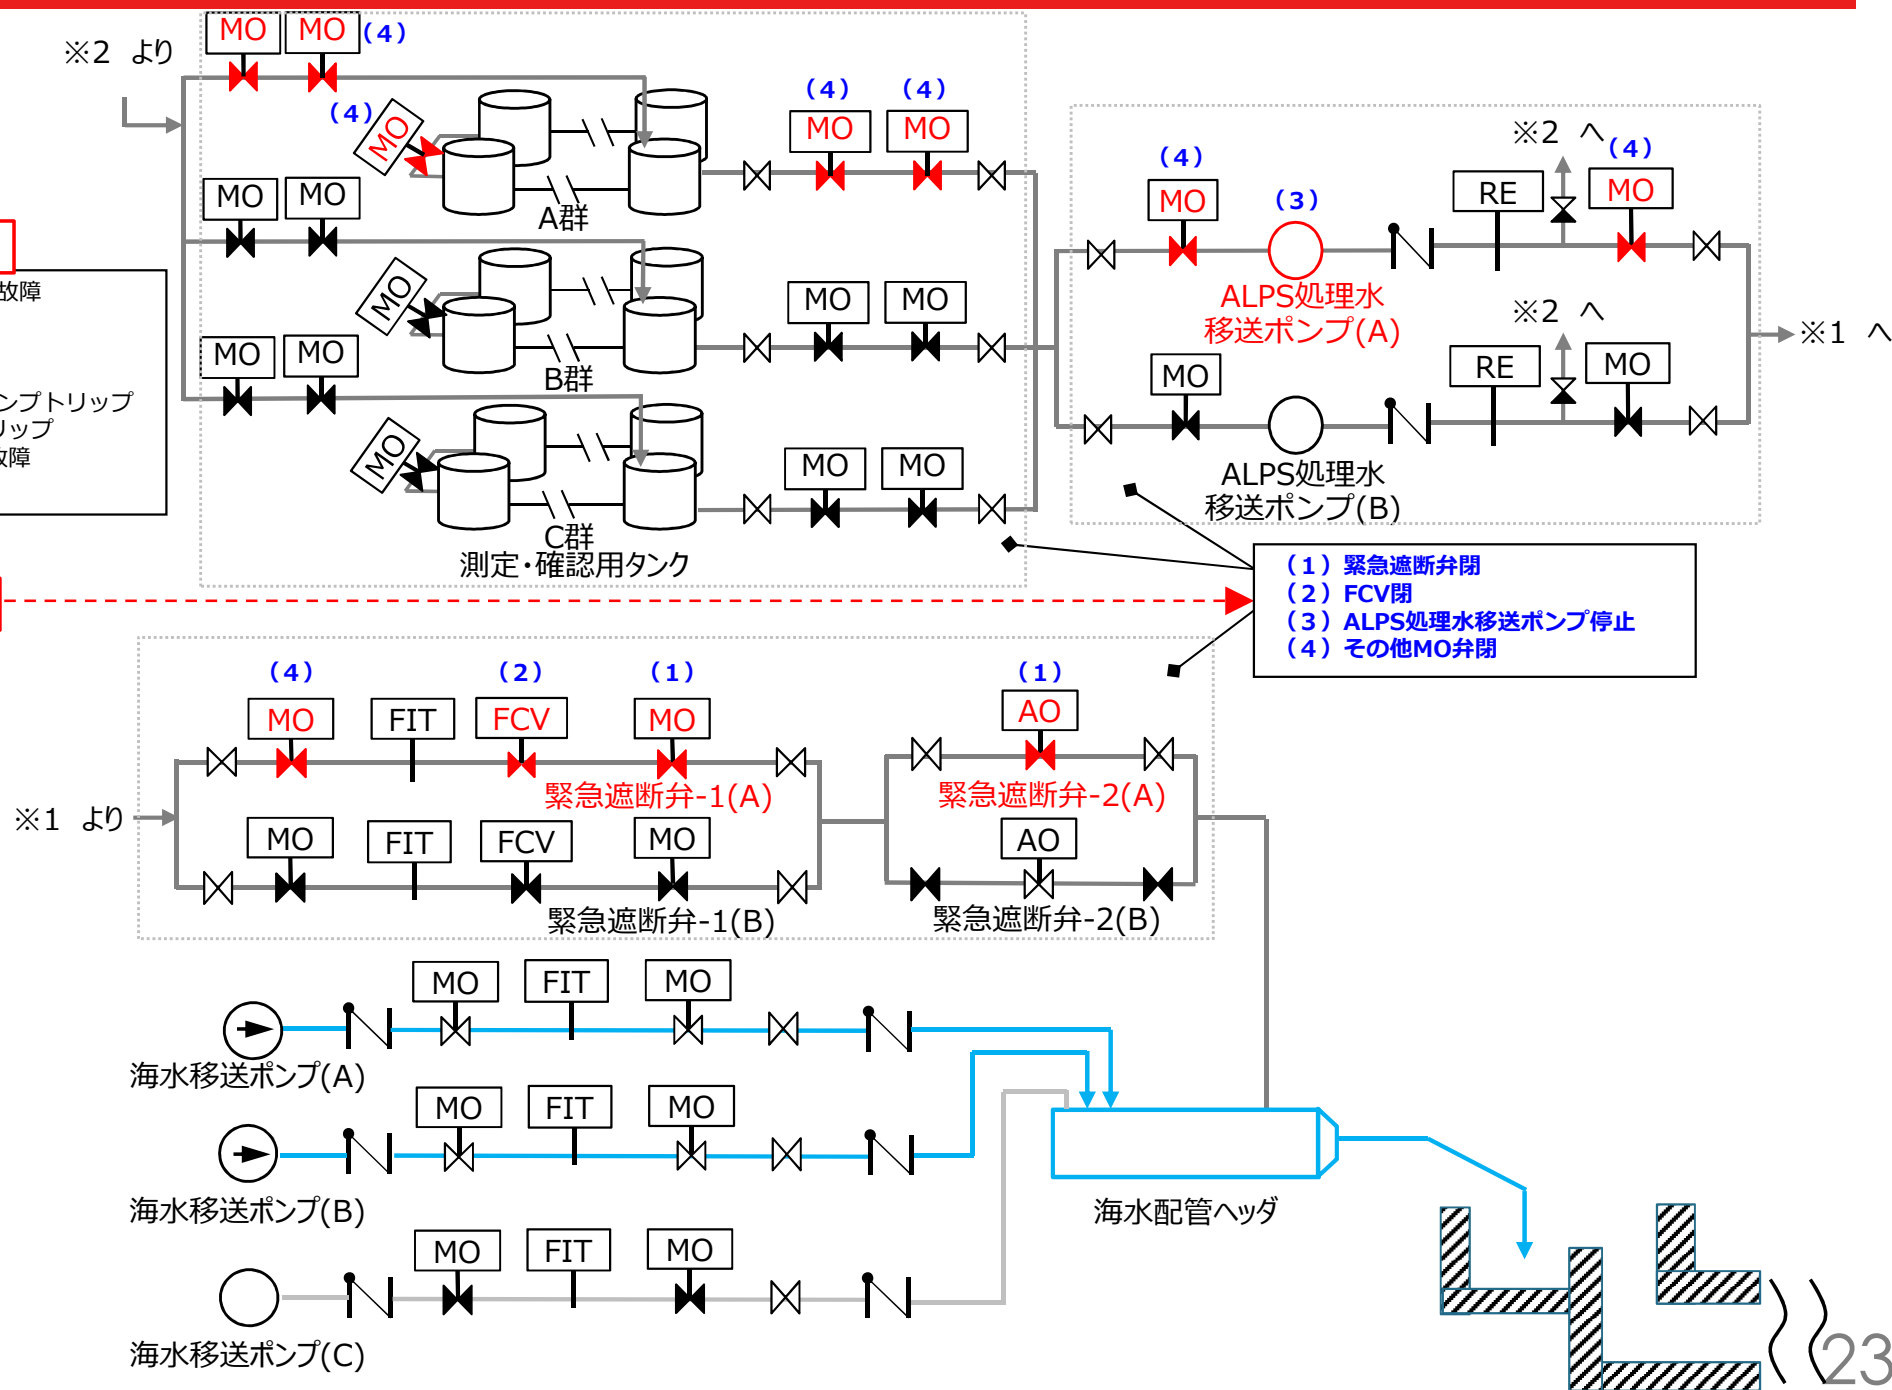 ※2 より
MO MO (4)
(4) MO
(4) (4)
MO MO
A群
MO MO
MO
MO MO
B群
MO MO
MO
MO MO
C群
測定・確認用タンク
故障
ンプトリップ
リップ
故障
※2 へ
(4) (3) RE (4)
MO MO
ALPS処理水
移送ポンプ(A)
※2 へ
※1 へ
MO RE MO
ALPS処理水
移送ポンプ(B)
(1) 緊急遮断弁閉
(2) FCV閉
(3) ALPS処理水移送ポンプ停止
(4) その他MO弁閉
(4) (2) (1) (1)
MO FIT FCV MO AO
緊急遮断弁-1(A) 緊急遮断弁-2(A)
※1 より
MO FIT FCV MO AO
緊急遮断弁-1(B) 緊急遮断弁-2(B)
MO FIT MO
海水移送ポンプ(A)
MO FIT MO
海水移送ポンプ(B)
海水配管ヘッダ
MO FIT MO
海水移送ポンプ(C)
23